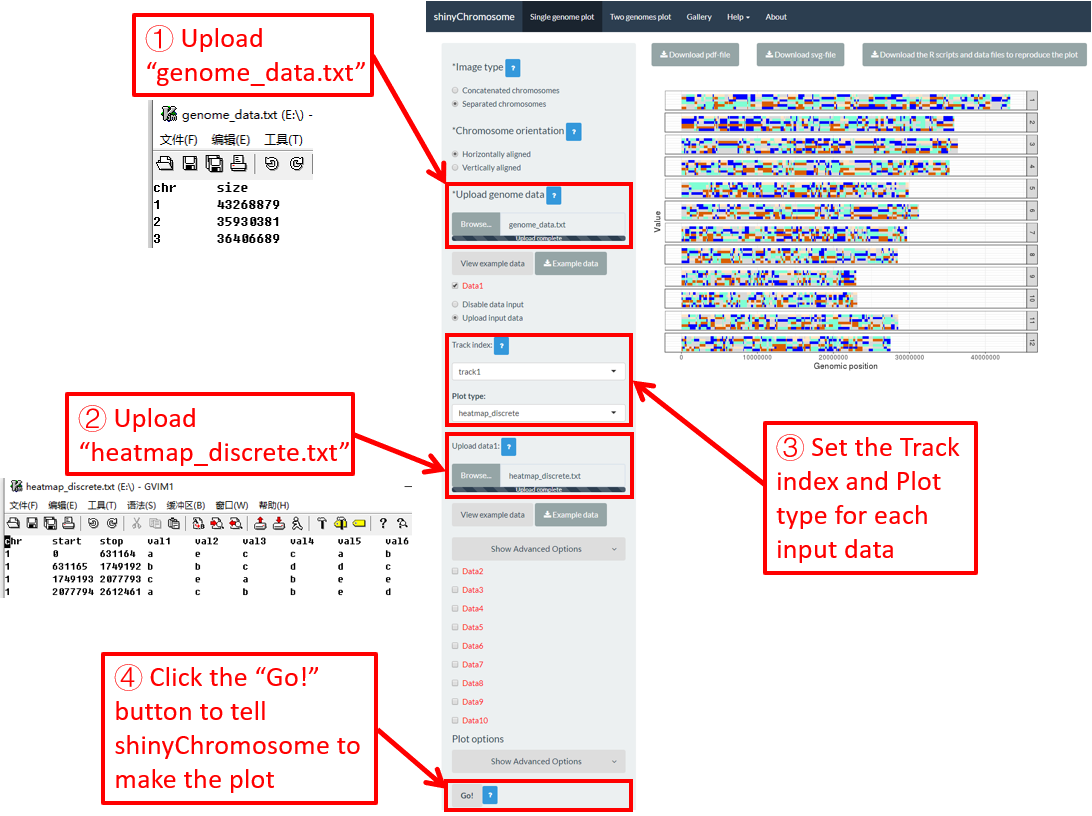 ① Upload
“genome_data.txt”
genome_data.txt (E:\) -
文件(F) 编辑(E) 工具(T)
chr size
1 43268879
2 35930381
3 36406689
② Upload
“heatmap_discrete.txt”
heatmap_discrete.txt (E:\) - GVIM1
文件(F) 编辑(E) 工具(T) 语法(S) 缓冲区(B) 窗口(W) 帮助(H)
chr start stop val1 val2 val3 val4 val5 val6
1 0 631164 a e c c a b
1 631165 1749192 b b c d d c
1 1749193 2077793 c e a b e e
1 2077794 2612461 a c b b e d
④ Click the “Go!”
button to tell
shinyChromosome to
make the plot
shinyChromosome Single genome plot Two genomes plot Gallery Help About
*Image type ?
Concatenated chromosomes
Separated chromosomes
*Chromosome orientation ?
Horizontally aligned
Vertically aligned
*Upload genome data ?
Browse... genome_data.txt
Upload complete
View example data Example data
Data1
Disable data input
Upload input data
Track index: ?
track1
Plot type:
heatmap_discrete
Upload data1: ?
Browse... heatmap_discrete.txt
Upload complete
View example data Example data
Show Advanced Options
Data2
Data3
Data4
Data5
Data6
Data7
Data8
Data9
Data10
Plot options
Show Advanced Options
Go! ?
Download pdf-file Download svg-file Download the R scripts and data files to reproduce the plot
Value
1
2
3
4
5
6
7
8
9
10
11
12
0 10000000 20000000 30000000 40000000
Genomic position
③ Set the Track
index and Plot
type for each
input data